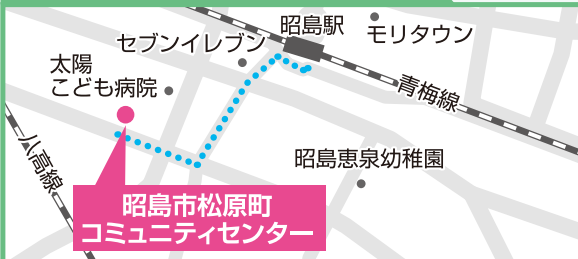 昭島駅
モリタウン
セブンイレブン
太陽
こども病院
青梅線
八高線
昭島恵泉幼稚園
昭島市松原町
コミュニティセンター